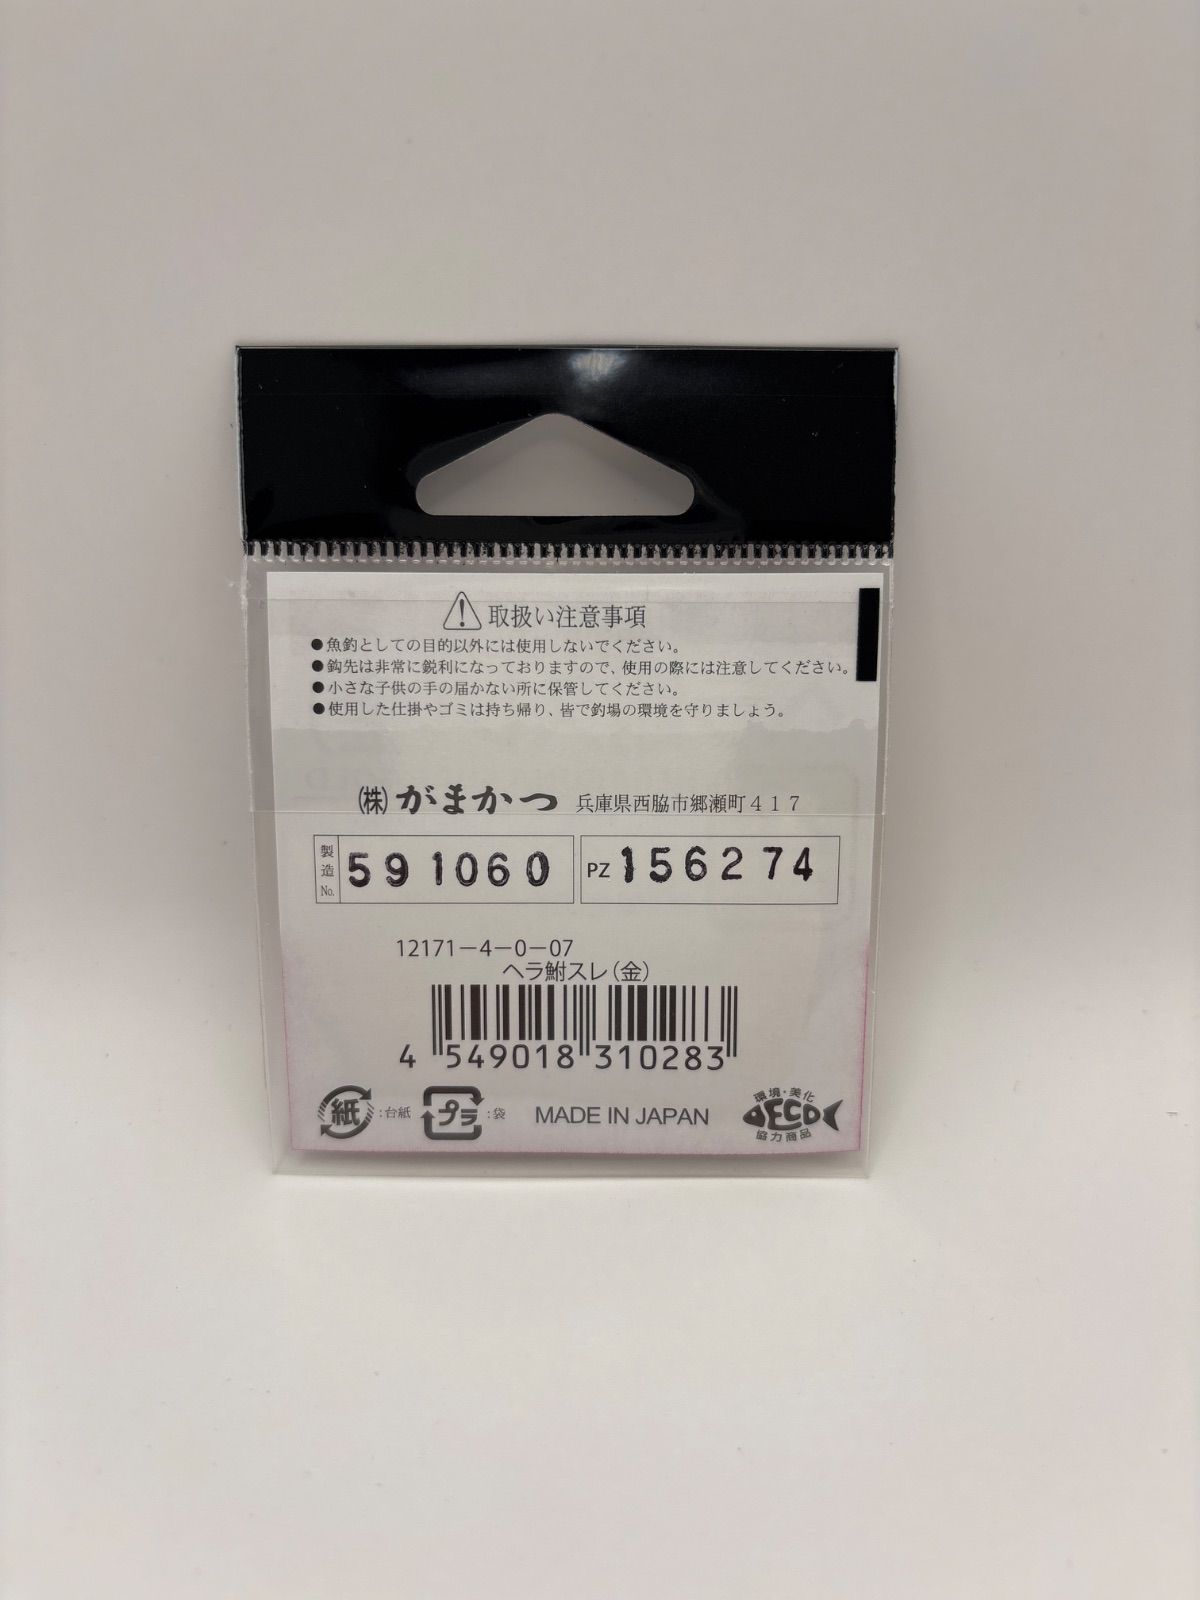 取扱い注意事項
●魚釣としての目的以外には使用しないでください。
●鈎先は非常に鋭利になっておりますので、使用の際には注意してください。
●小さな子供の手の届かない所に保管してください。
●使用した仕掛やゴミは持ち帰り、皆で釣場の環境を守りましょう。
㈱がまかつ 兵庫県西脇市郷瀬町417
製造No. 591060 PZ 156274
12171-4-0-07
ヘラ鮒スレ(金)
4 549018 310283
紙 :台紙 プラ :袋 MADE IN JAPAN
環境・美化
ECO
協力商品